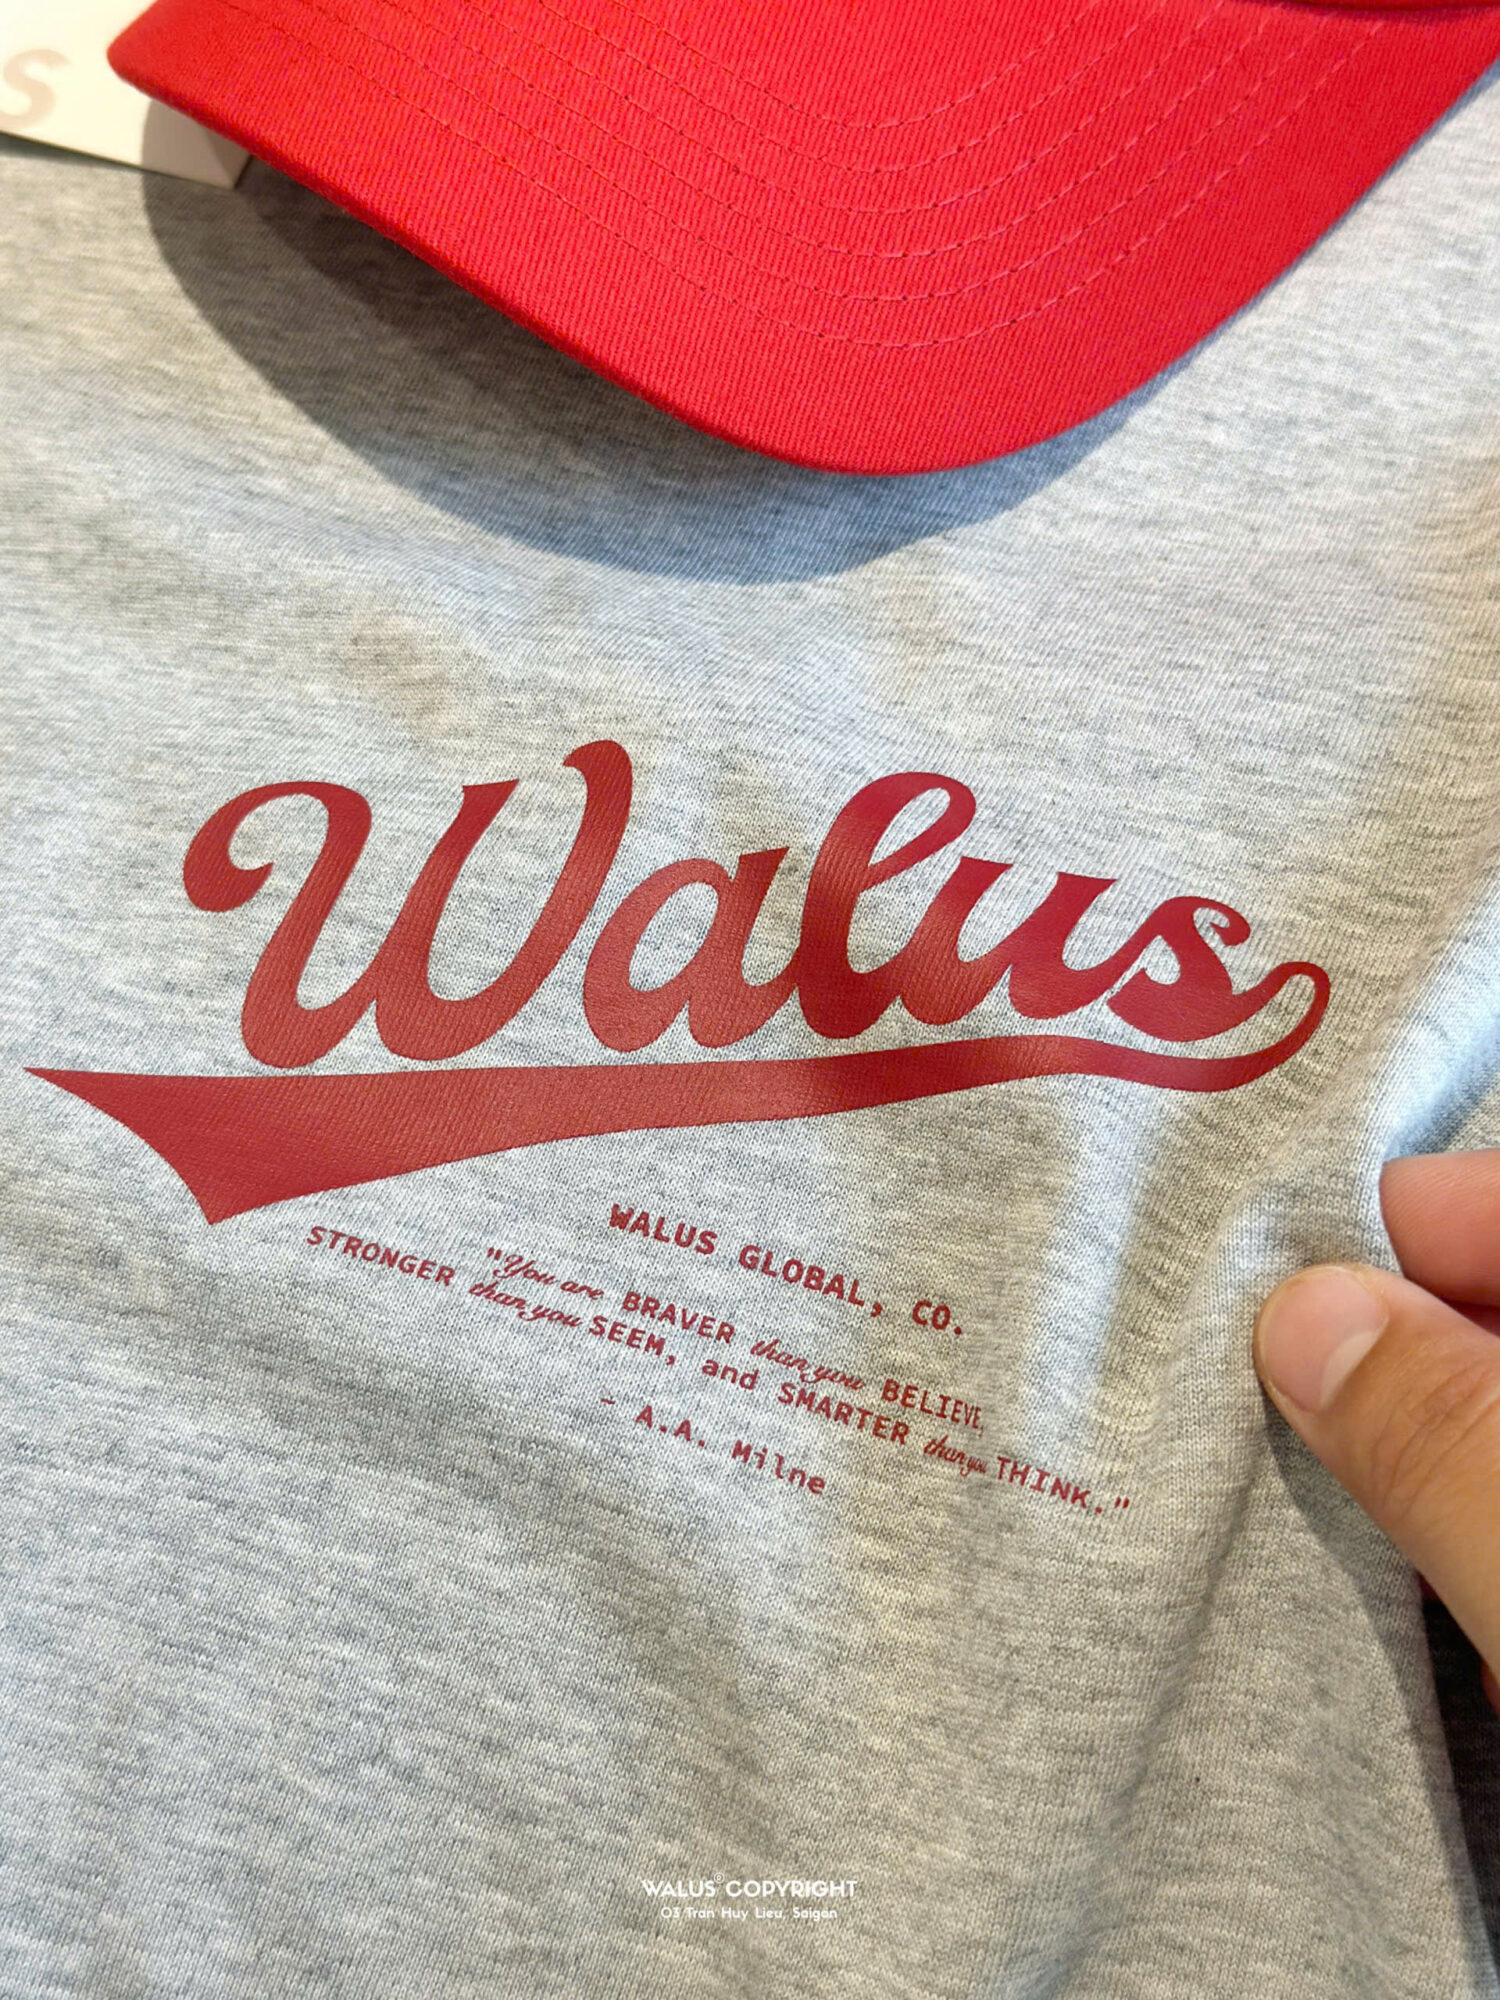 S
Walus
WALUS GLOBAL, CO.
"You are BRAVER than you BELIEVE,
STRONGER than you SEEM, and SMARTER than you THINK."
- A.A. Milne
WALUS© COPYRIGHT
03 Tran Huy Lieu, Saigon